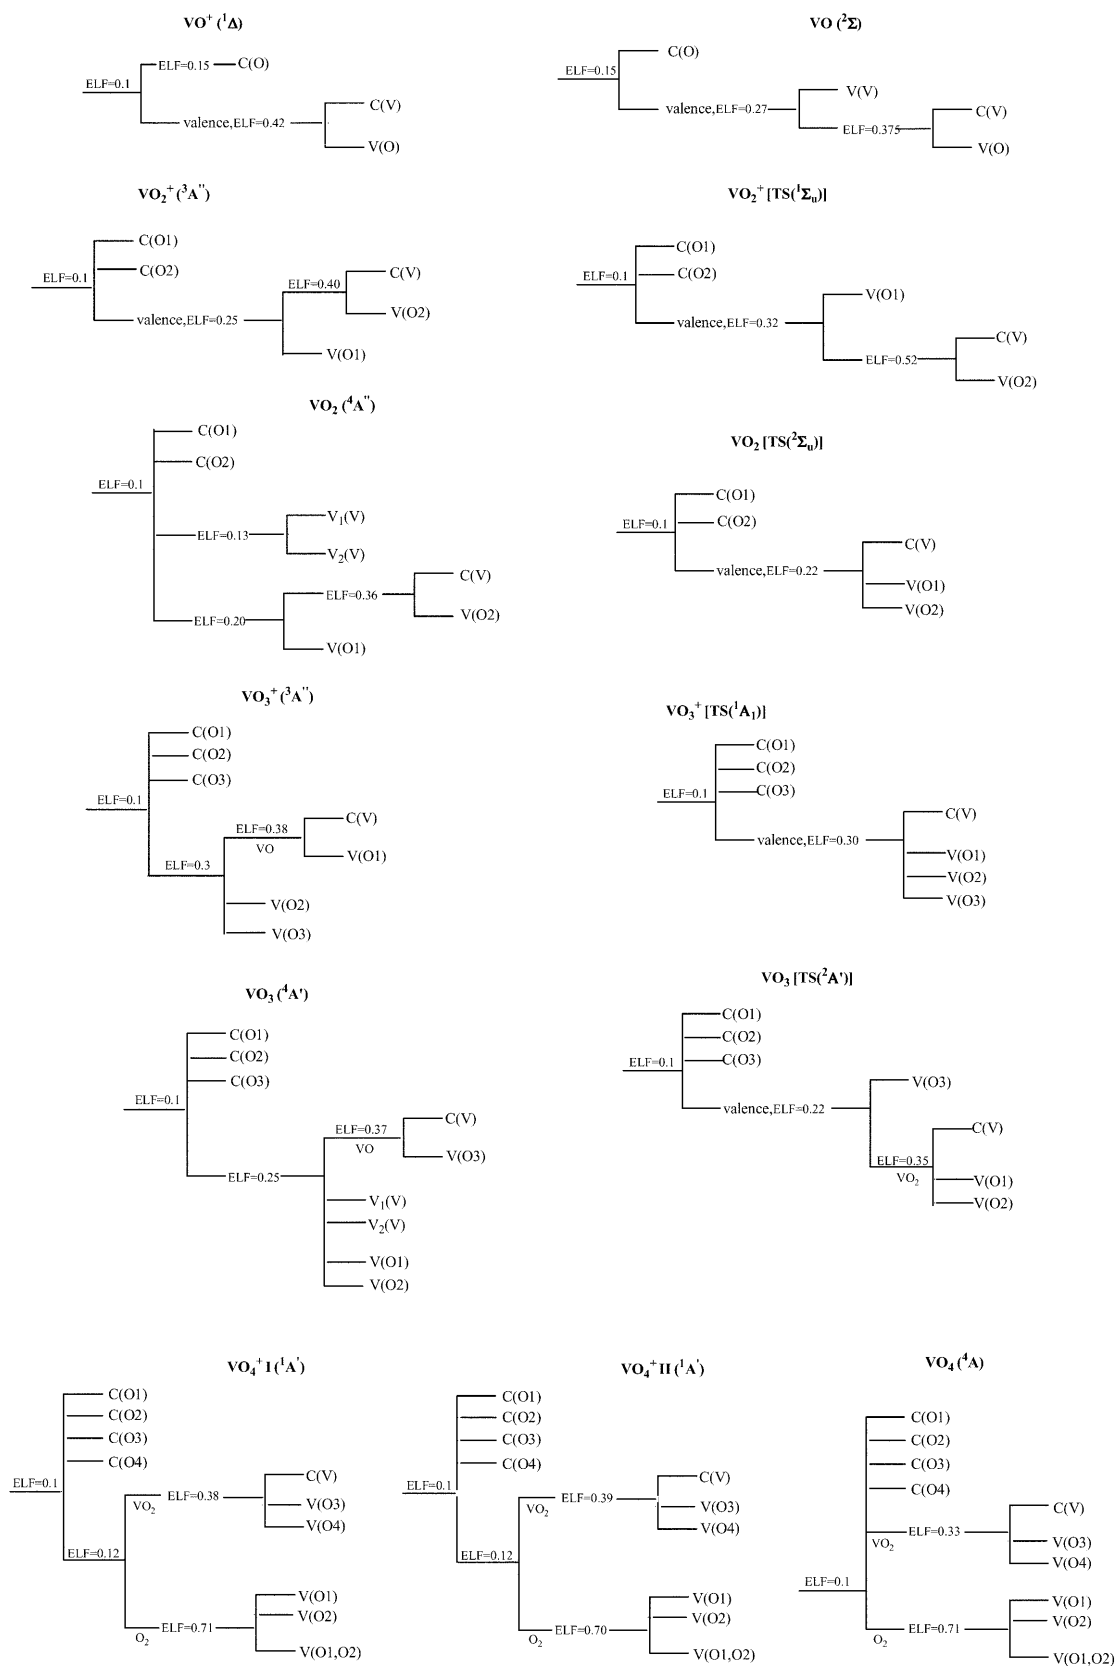 VO⁺ (¹Δ)
ELF=0.1
ELF=0.15
C(O)
valence,ELF=0.42
C(V)
V(O)
VO (²Σ)
ELF=0.15
C(O)
valence,ELF=0.27
V(V)
ELF=0.375
C(V)
V(O)
VO₂⁺ (³A")
ELF=0.1
C(O1)
C(O2)
valence,ELF=0.25
ELF=0.40
C(V)
V(O2)
V(O1)
VO₂⁺ [TS(¹Σᵤ)]
ELF=0.1
C(O1)
C(O2)
valence,ELF=0.32
V(O1)
ELF=0.52
C(V)
V(O2)
VO₂ (⁴A")
ELF=0.1
C(O1)
C(O2)
ELF=0.13
V₁(V)
V₂(V)
ELF=0.20
ELF=0.36
C(V)
V(O2)
V(O1)
VO₂ [TS(²Σᵤ)]
ELF=0.1
C(O1)
C(O2)
valence,ELF=0.22
C(V)
V(O1)
V(O2)
VO₃⁺ (³A")
ELF=0.1
C(O1)
C(O2)
C(O3)
ELF=0.3
ELF=0.38
VO
C(V)
V(O1)
V(O2)
V(O3)
VO₃⁺ [TS(¹A₁)]
ELF=0.1
C(O1)
C(O2)
C(O3)
valence,ELF=0.30
C(V)
V(O1)
V(O2)
V(O3)
VO₃ (⁴A')
ELF=0.1
C(O1)
C(O2)
C(O3)
ELF=0.25
ELF=0.37
VO
C(V)
V(O3)
V₁(V)
V₂(V)
V(O1)
V(O2)
VO₃ [TS(²A')]
ELF=0.1
C(O1)
C(O2)
C(O3)
valence,ELF=0.22
V(O3)
ELF=0.35
VO₂
C(V)
V(O1)
V(O2)
VO₄⁺ I (¹A')
ELF=0.1
C(O1)
C(O2)
C(O3)
C(O4)
ELF=0.12
VO₂
ELF=0.38
C(V)
V(O3)
V(O4)
O₂
ELF=0.71
V(O1)
V(O2)
V(O1,O2)
VO₄⁺ II (¹A')
ELF=0.1
C(O1)
C(O2)
C(O3)
C(O4)
ELF=0.12
VO₂
ELF=0.39
C(V)
V(O3)
V(O4)
O₂
ELF=0.70
V(O1)
V(O2)
V(O1,O2)
VO₄ (⁴A)
ELF=0.1
C(O1)
C(O2)
C(O3)
C(O4)
VO₂
ELF=0.33
C(V)
V(O3)
V(O4)
O₂
ELF=0.71
V(O1)
V(O2)
V(O1,O2)